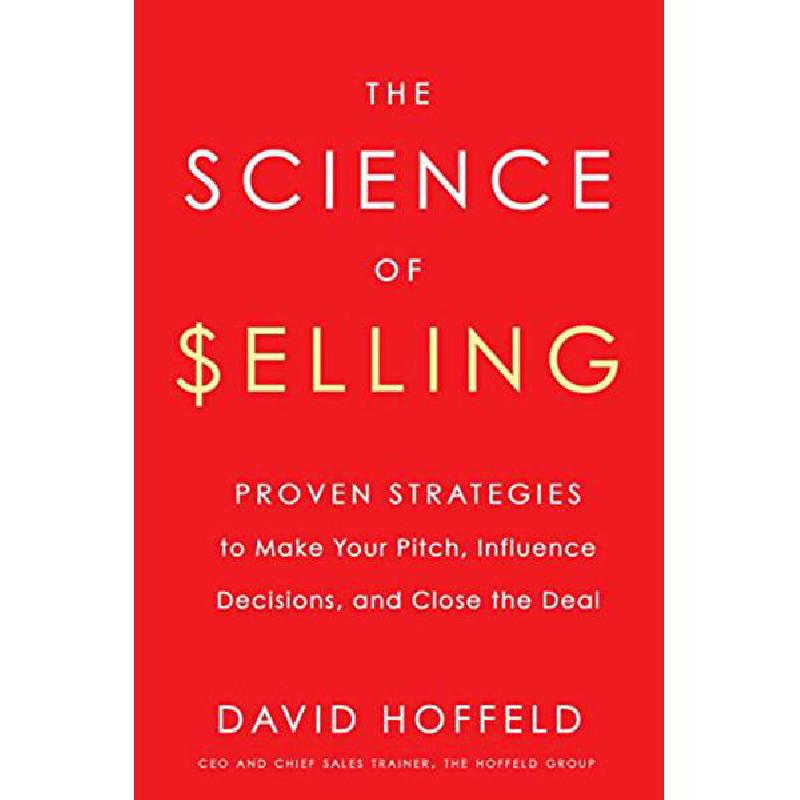 THE
SCIENCE
OF
$ELLING
PROVEN STRATEGIES
to Make Your Pitch, Influence
Decisions, and Close the Deal
DAVID HOFFELD
CEO AND CHIEF SALES TRAINER, THE HOFFELD GROUP